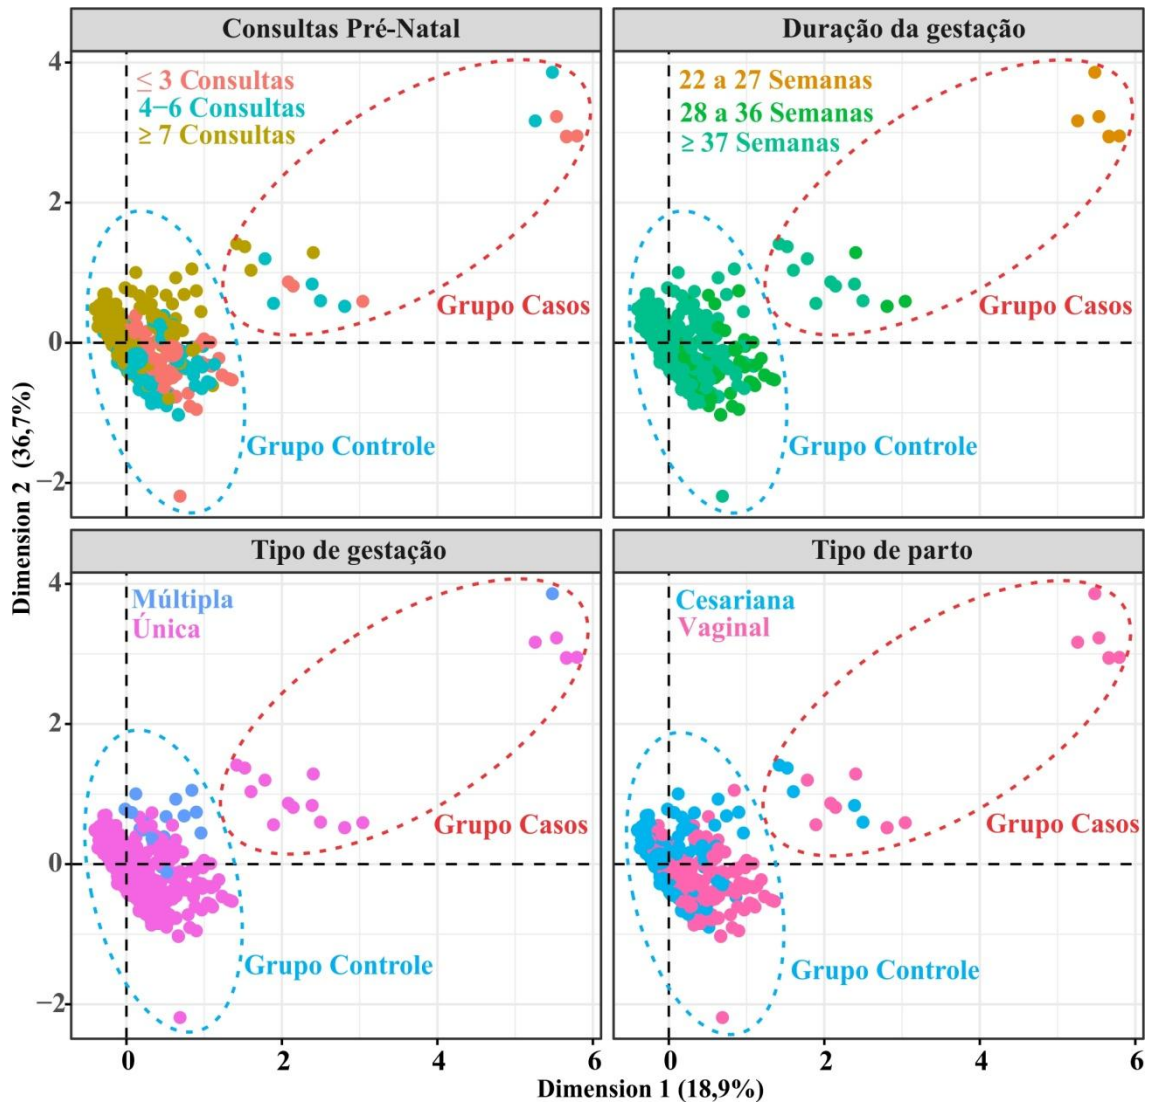 Consultas Pré-Natal
≤ 3 Consultas
4−6 Consultas
≥ 7 Consultas
Grupo Casos
Grupo Controle
4
2
0
−2
Duração da gestação
22 a 27 Semanas
28 a 36 Semanas
≥ 37 Semanas
Grupo Casos
Grupo Controle
Dimension 2 (36,7%)
Tipo de gestação
Múltipla
Única
Grupo Casos
Grupo Controle
4
2
0
−2
0 2 4 6
Tipo de parto
Cesariana
Vaginal
Grupo Casos
Grupo Controle
0 2 4 6
Dimension 1 (18,9%)